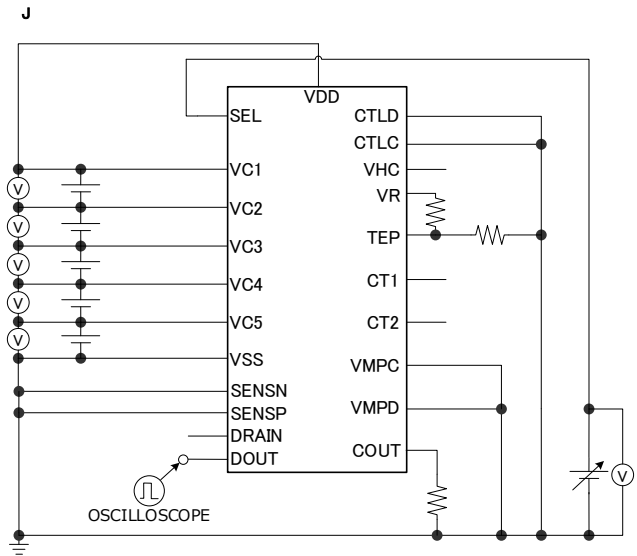 J
VDD
SEL
CTLD
CTLC
VC1
VHC
VR
V
VC2
V
VC3
TEP
V
VC4
CT1
V
VC5
CT2
V
VSS
VMPC
SENSN
SENSP
VMPD
DRAIN
COUT
DOUT
V
OSCILLOSCOPE